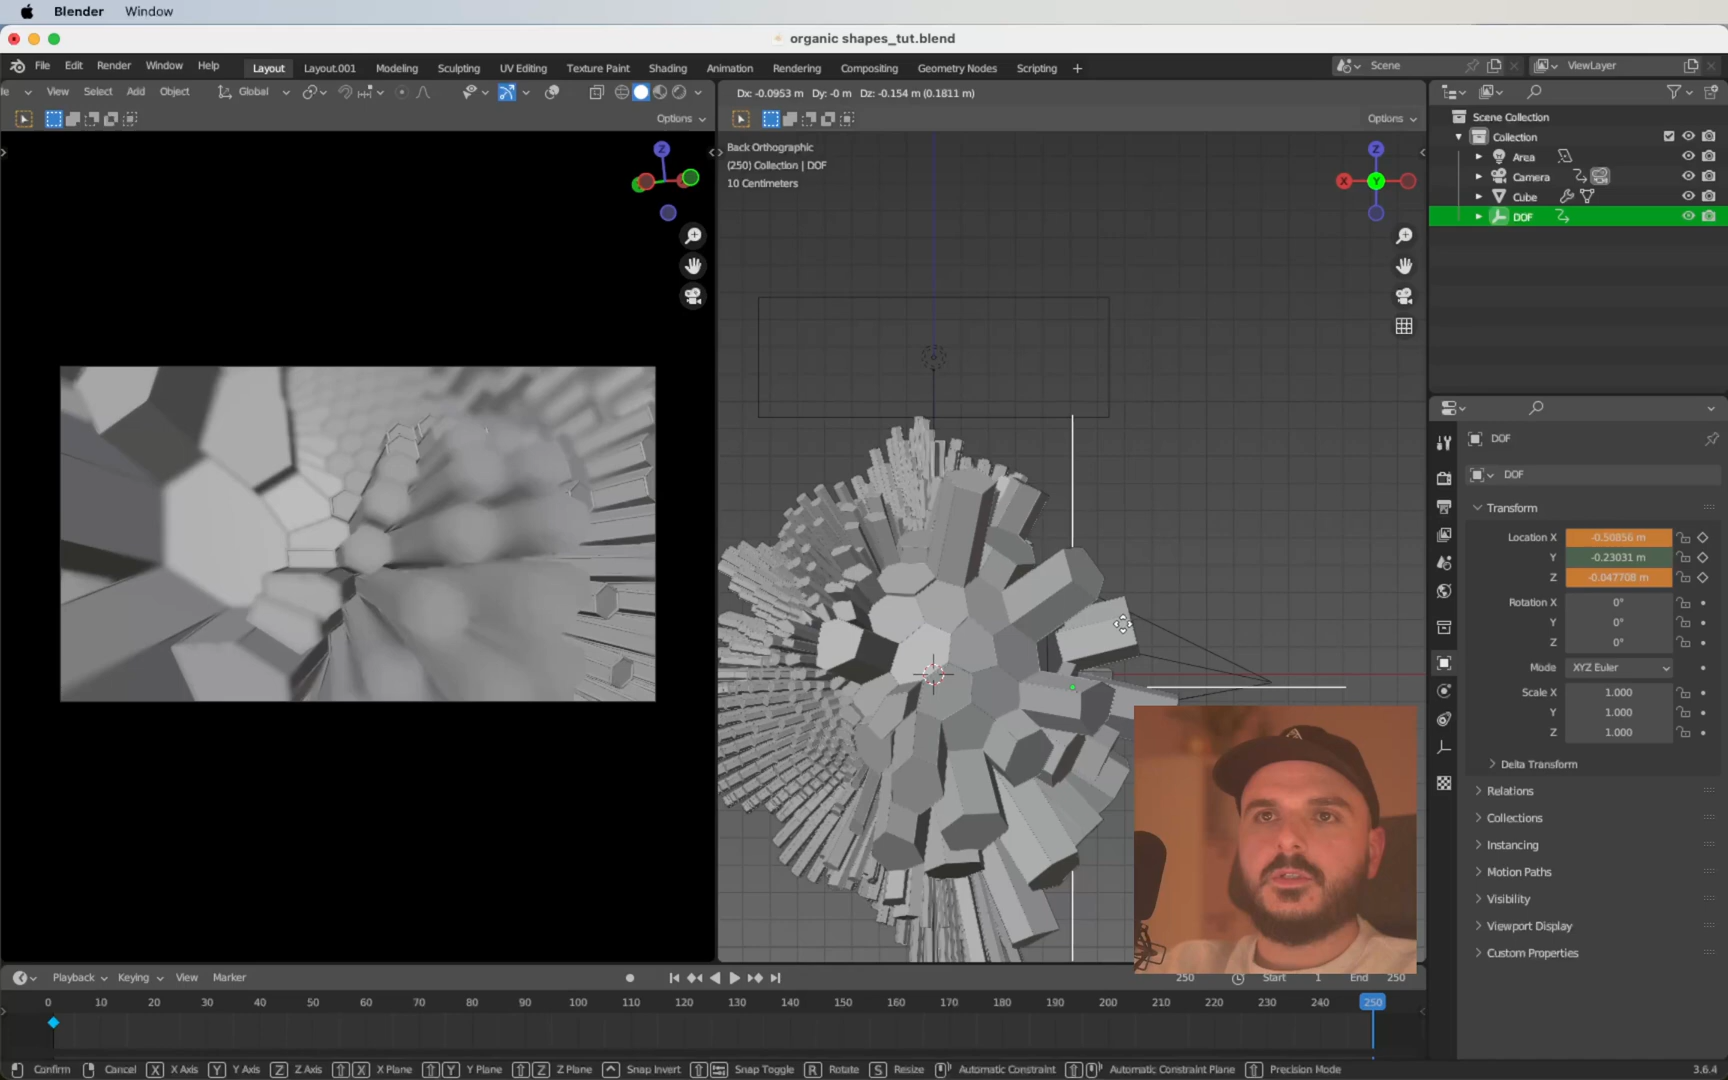 Blender Window
organic shapes_tut.blend
File Edit Render Window Help Layout Layout.001 Modeling Sculpting UV Editing Texture Paint Shading Animation Rendering Compositing Geometry Nodes Scripting + Scene ViewLayer
View Select Add Object Global
Dx: -0.0953 m Dy: -0 m Dz: -0.154 m (0.1811 m)
Options
Options
Back Orthographic
(250) Collection | DOF
10 Centimeters
Z
Z
X
Y
Scene Collection
Collection
Area
Camera
Cube
DOF
DOF
DOF
Transform
Location X -0.50856 m
Y -0.23031 m
Z -0.047708 m
Rotation X 0°
Y 0°
Z 0°
Mode XYZ Euler
Scale X 1.000
Y 1.000
Z 1.000
Delta Transform
Relations
Collections
Instancing
Motion Paths
Visibility
Viewport Display
Custom Properties
Playback Keying View Marker
250 Start 1 End 250
0 10 20 30 40 50 60 70 80 90 100 110 120 130 140 150 160 170 180 190 200 210 220 230 240 250
Confirm Cancel X X Axis Y Y Axis Z Z Axis X X Plane Y Y Plane Z Z Plane Snap Invert Snap Toggle R Rotate S Resize Automatic Constraint Automatic Constraint Plane Precision Mode 3.6.4